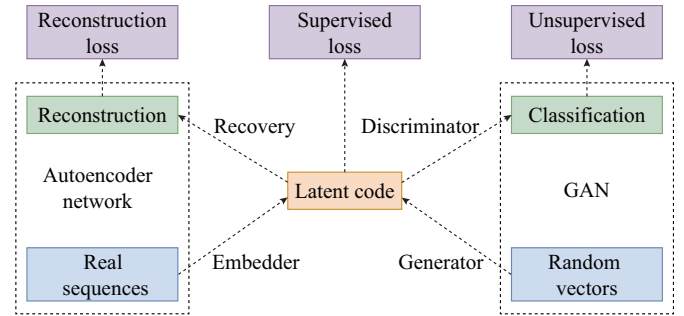 Reconstruction
loss
Supervised
loss
Unsupervised
loss
Reconstruction
Recovery
Discriminator
Classification
Autoencoder
network
Latent code
GAN
Real
sequences
Embedder
Generator
Random
vectors